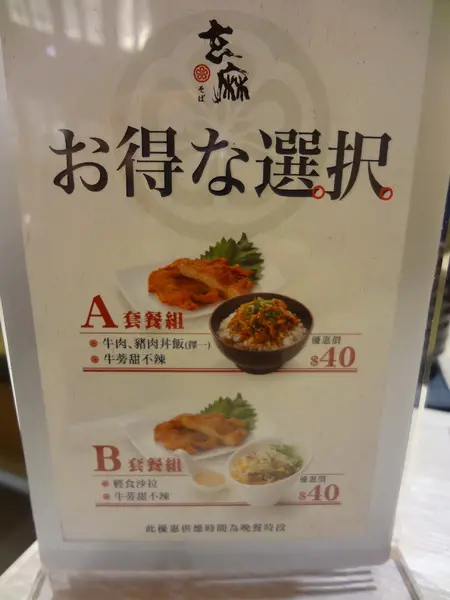 玄麻
そば
お得な選択
A套餐組
牛肉、豬肉丼飯(擇一)
牛蒡甜不辣
優惠價
$40
B套餐組
輕食沙拉
牛蒡甜不辣
優惠價
$40
此優惠供應時間為晚餐時段